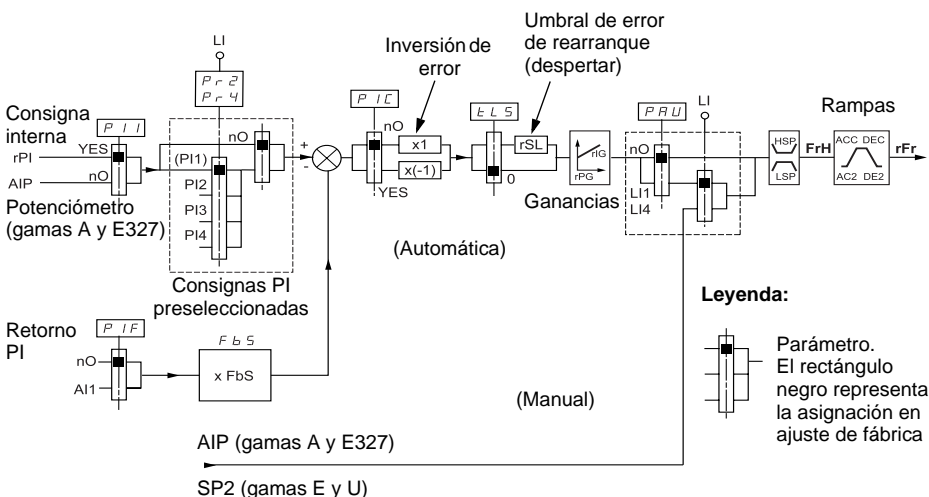 LI
Pr2
Pr4
Inversión de
error
Umbral de error
de rearranque
(despertar)
Consigna
interna
rPI
AIP
PII
YES
nO
Potenciómetro
(gamas A y E327)
(PI1)
PI2
PI3
PI4
nO
Consignas PI
preseleccionadas
+
-
PIC
nO
x1
x(-1)
YES
tLS
rSL
0
rIG
rPG
Ganancias
PAU
LI
nO
LI1
LI4
Rampas
HSP
LSP
FrH
ACC DEC
AC2 DE2
rFr
(Automática)
Retorno
PI
PIF
nO
AI1
FbS
x FbS
(Manual)
AIP (gamas A y E327)
SP2 (gamas E y U)
Leyenda:
Parámetro.
El rectángulo
negro representa
la asignación en
ajuste de fábrica